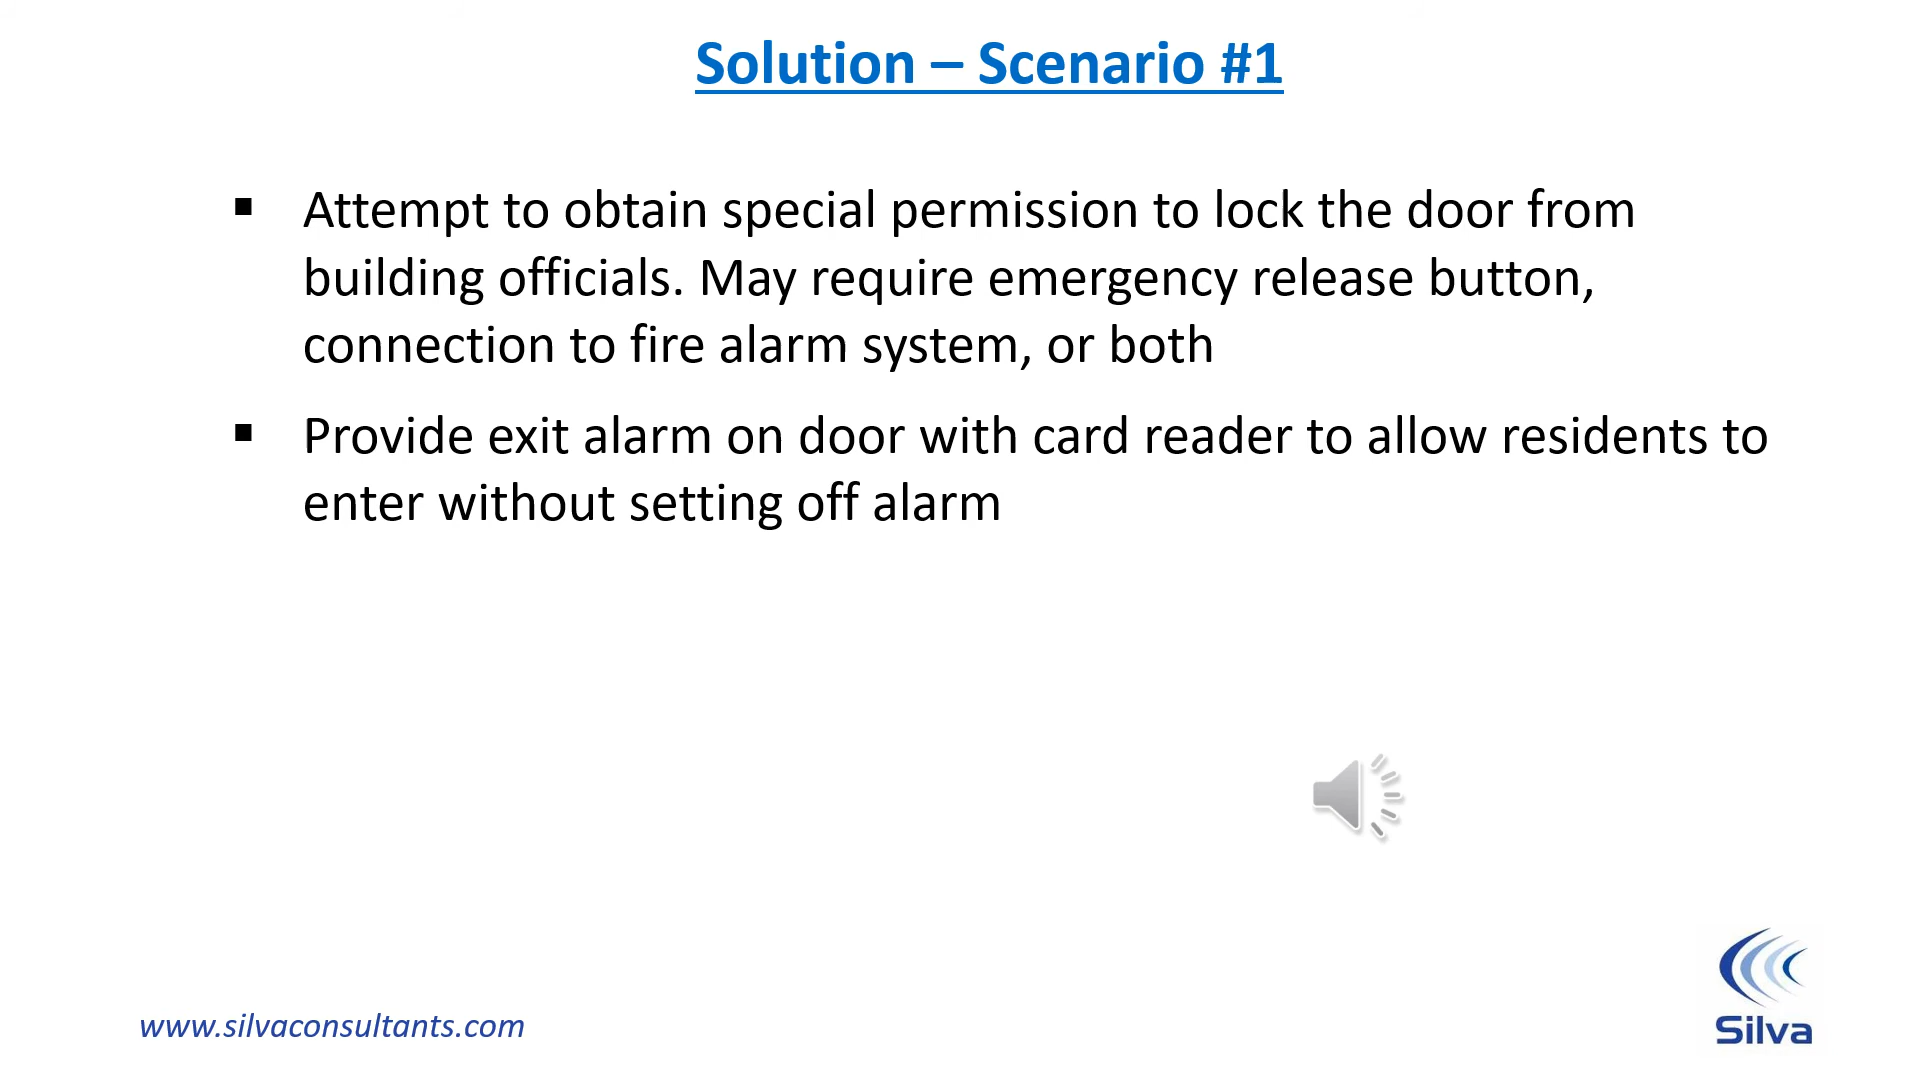 Solution – Scenario #1
▪ Attempt to obtain special permission to lock the door from
building officials. May require emergency release button,
connection to fire alarm system, or both
▪ Provide exit alarm on door with card reader to allow residents to
enter without setting off alarm
www.silvaconsultants.com
Silva